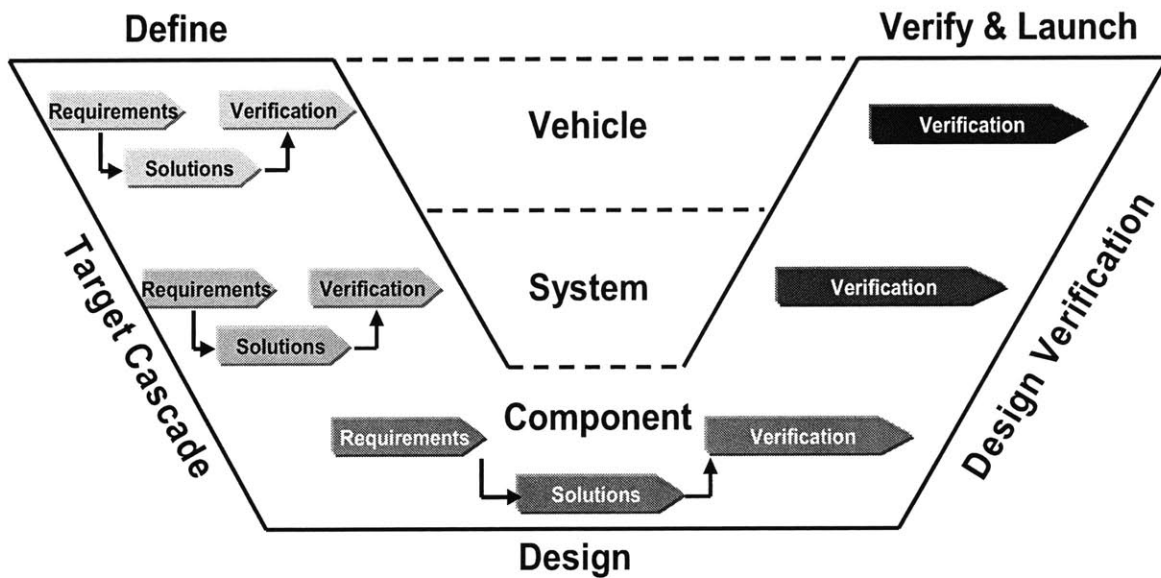 Define
Verify & Launch
Requirements
Verification
Solutions
Vehicle
Verification
Target Cascade
Requirements
Verification
Solutions
System
Verification
Design Verification
Component
Requirements
Verification
Solutions
Design